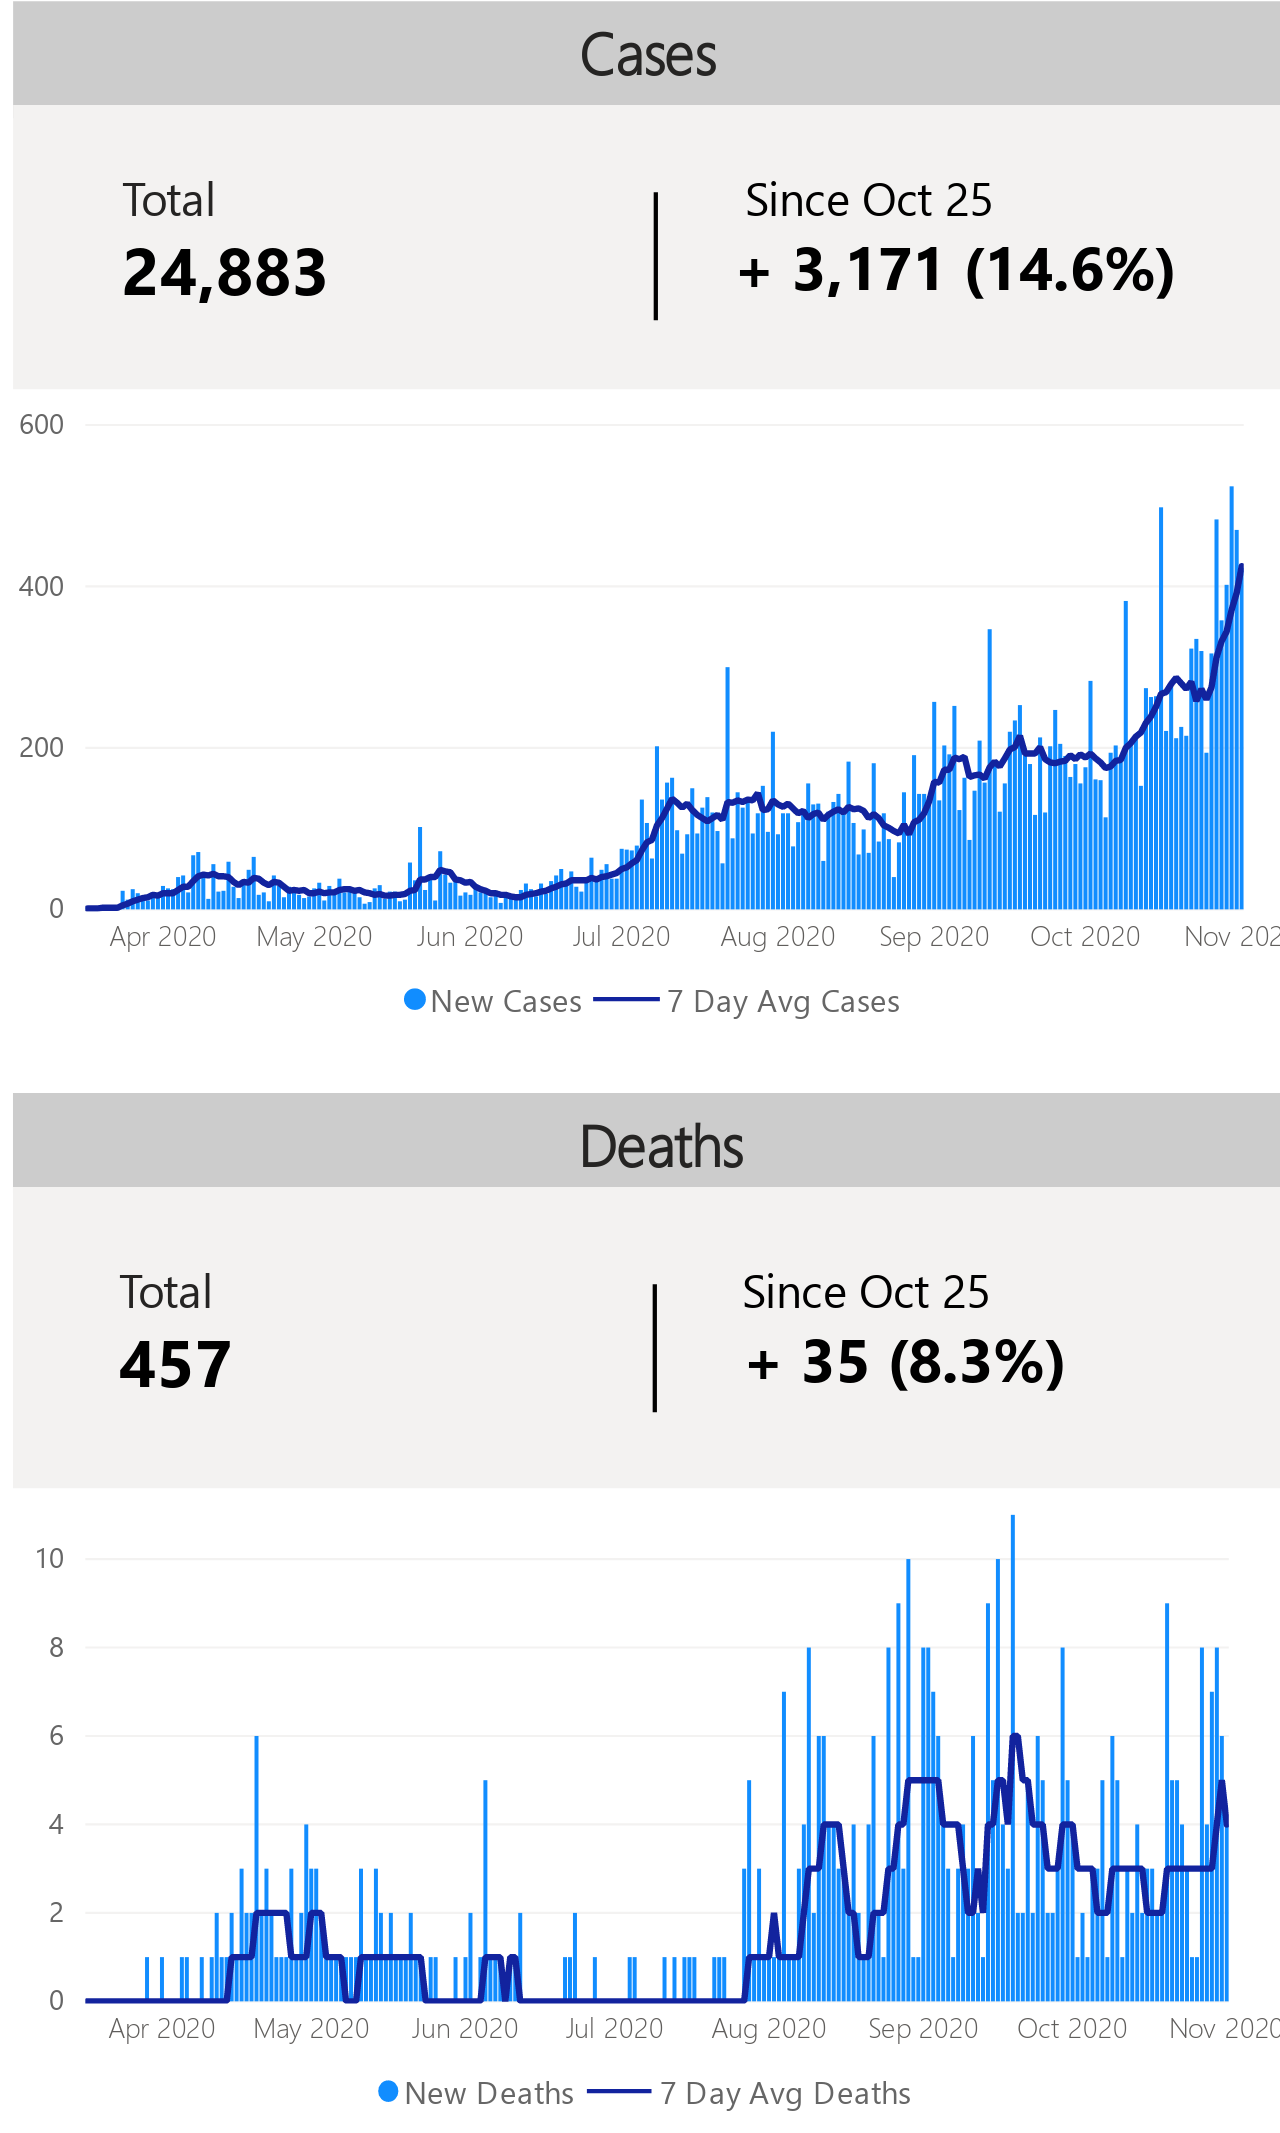 Cases
Total
Since Oct 25
24,883
+ 3,171 (14.6%)
600
400
200
0
Apr 2020 May 2020 Jun 2020 Jul 2020 Aug 2020 Sep 2020 Oct 2020 Nov 202
New Cases 7 Day Avg Cases
Deaths
Total
Since Oct 25
457
+ 35 (8.3%)
10
8
6
4
2
0
Apr 2020 May 2020 Jun 2020 Jul 2020 Aug 2020 Sep 2020 Oct 2020 Nov 2020
New Deaths 7 Day Avg Deaths